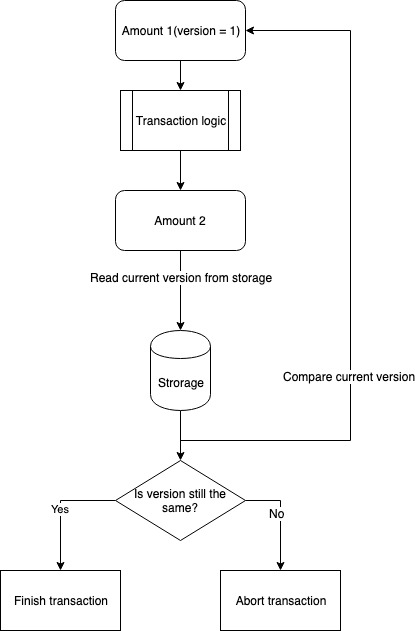 Amount 1(version = 1)
Transaction logic
Amount 2
Read current version from storage
Strorage
Compare current version
Is version still the
same?
Yes
No
Finish transaction
Abort transaction